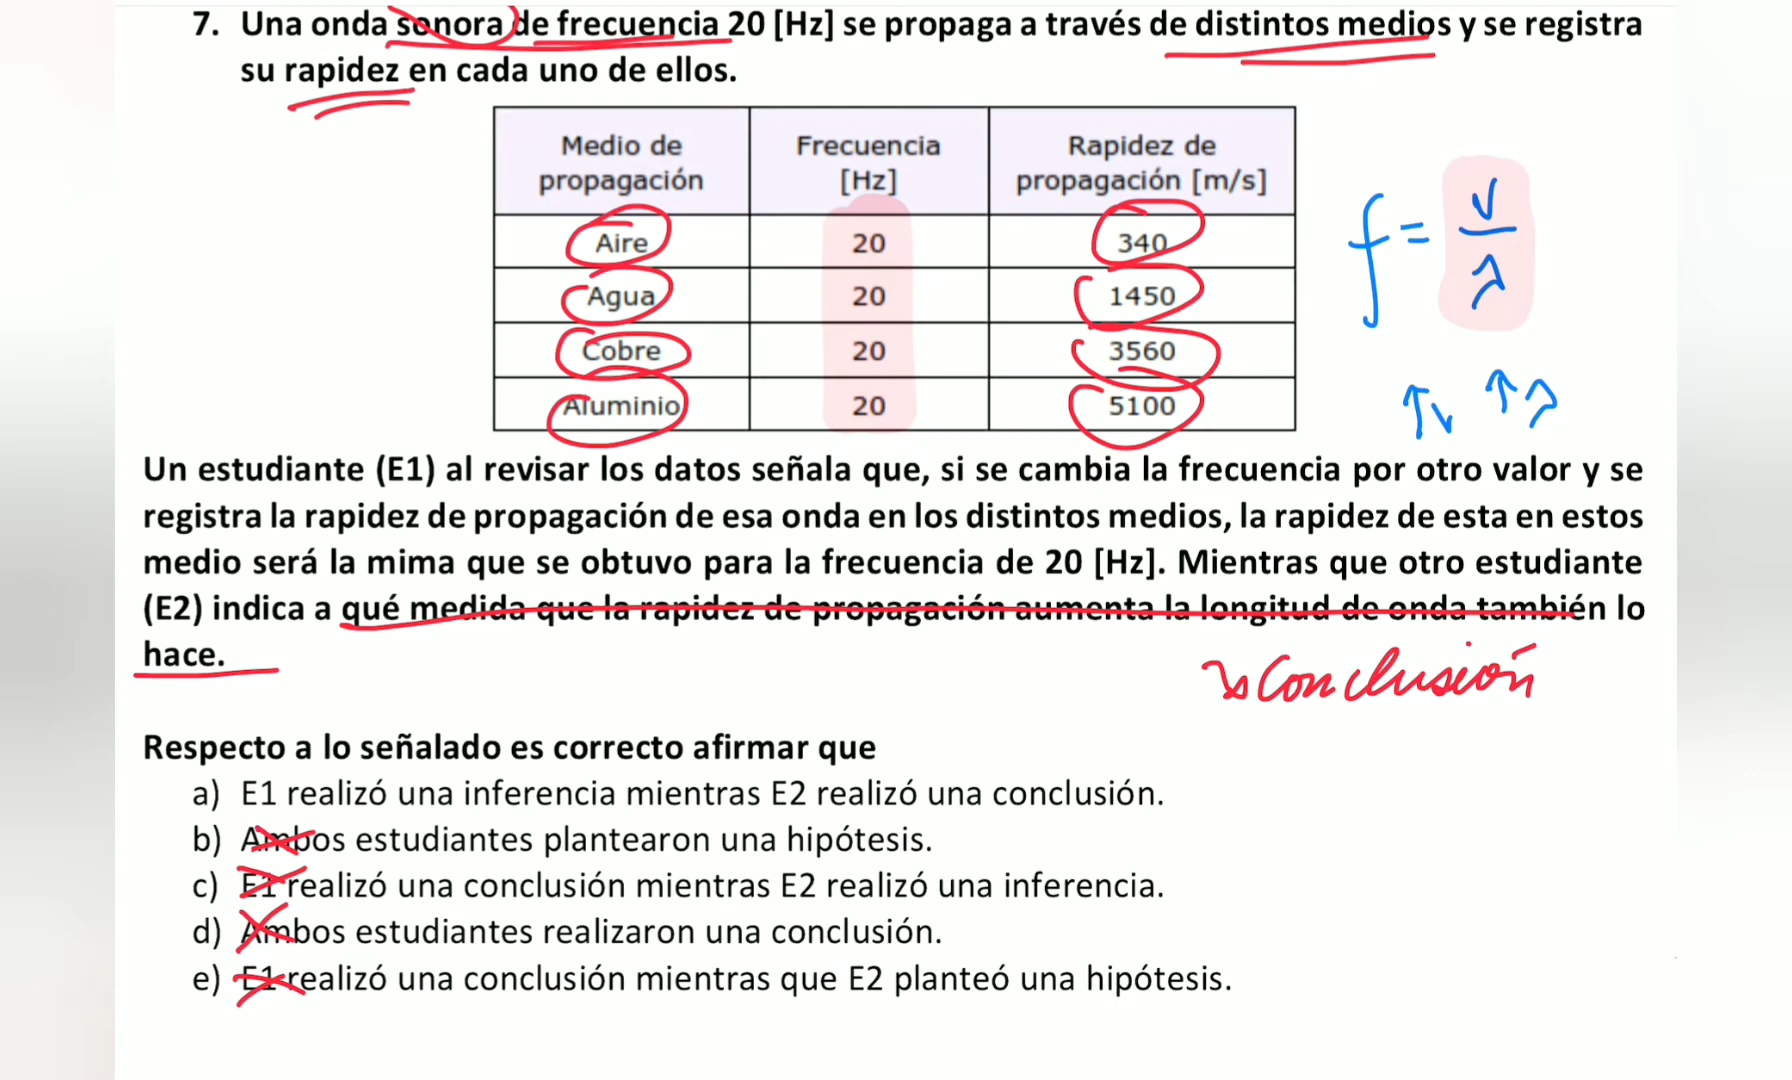 7. Una onda sonora de frecuencia 20 [Hz] se propaga a través de distintos medios y se registra
su rapidez en cada uno de ellos.
Medio de propagación Frecuencia [Hz] Rapidez de propagación [m/s]
Aire 20 340
Agua 20 1450
Cobre 20 3560
Aluminio 20 5100
f = v / λ
↑v ↑λ
Un estudiante (E1) al revisar los datos señala que, si se cambia la frecuencia por otro valor y se
registra la rapidez de propagación de esa onda en los distintos medios, la rapidez de esta en estos
medio será la mima que se obtuvo para la frecuencia de 20 [Hz]. Mientras que otro estudiante
(E2) indica a qué medida que la rapidez de propagación aumenta la longitud de onda también lo
hace.
Conclusión
Respecto a lo señalado es correcto afirmar que
a) E1 realizó una inferencia mientras E2 realizó una conclusión.
b) Ambos estudiantes plantearon una hipótesis.
c) E1 realizó una conclusión mientras E2 realizó una inferencia.
d) Ambos estudiantes realizaron una conclusión.
e) E1 realizó una conclusión mientras que E2 planteó una hipótesis.